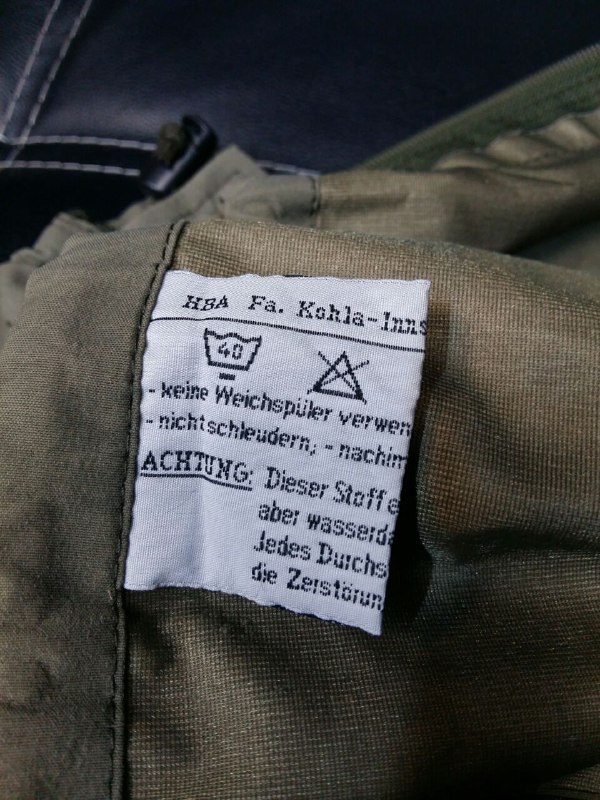 HBA Fa. Kohla-Inns
40
- keine Weichspüler verwen
- nichtschleudern; - nachim
ACHTUNG: Dieser Stoff e
aber wasserda
Jedes Durchs
die Zerstörun